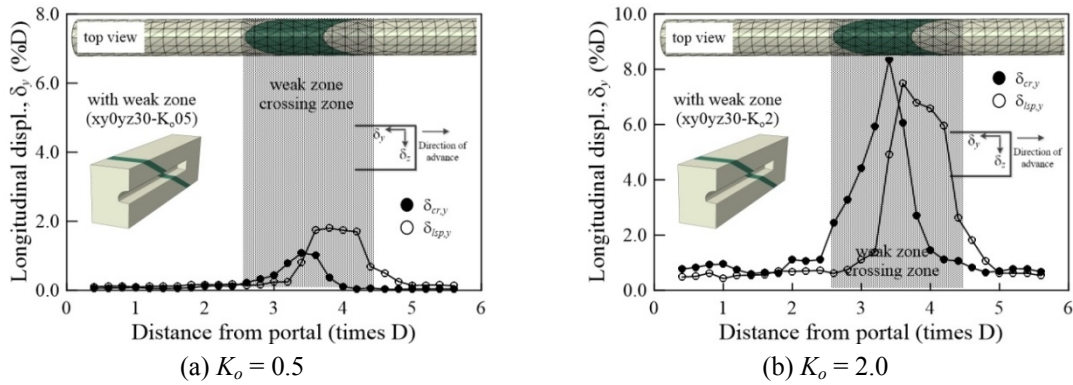 8.0
6.0
4.0
2.0
0.0
Longitudinal displ., δy (%D)
top view
weak zone
crossing zone
with weak zone
(xy0yz30-Ko05)
δy
δz
Direction of
advance
δcr,y
δlsp,y
0 1 2 3 4 5 6
Distance from portal (times D)
(a) Ko = 0.5
10.0
8.0
6.0
4.0
2.0
0.0
Longitudinal displ., δy (%D)
top view
δcr,y
δlsp,y
with weak zone
(xy0yz30-Ko2)
δy
δz
Direction of
advance
weak zone
crossing zone
0 1 2 3 4 5 6
Distance from portal (times D)
(b) Ko = 2.0